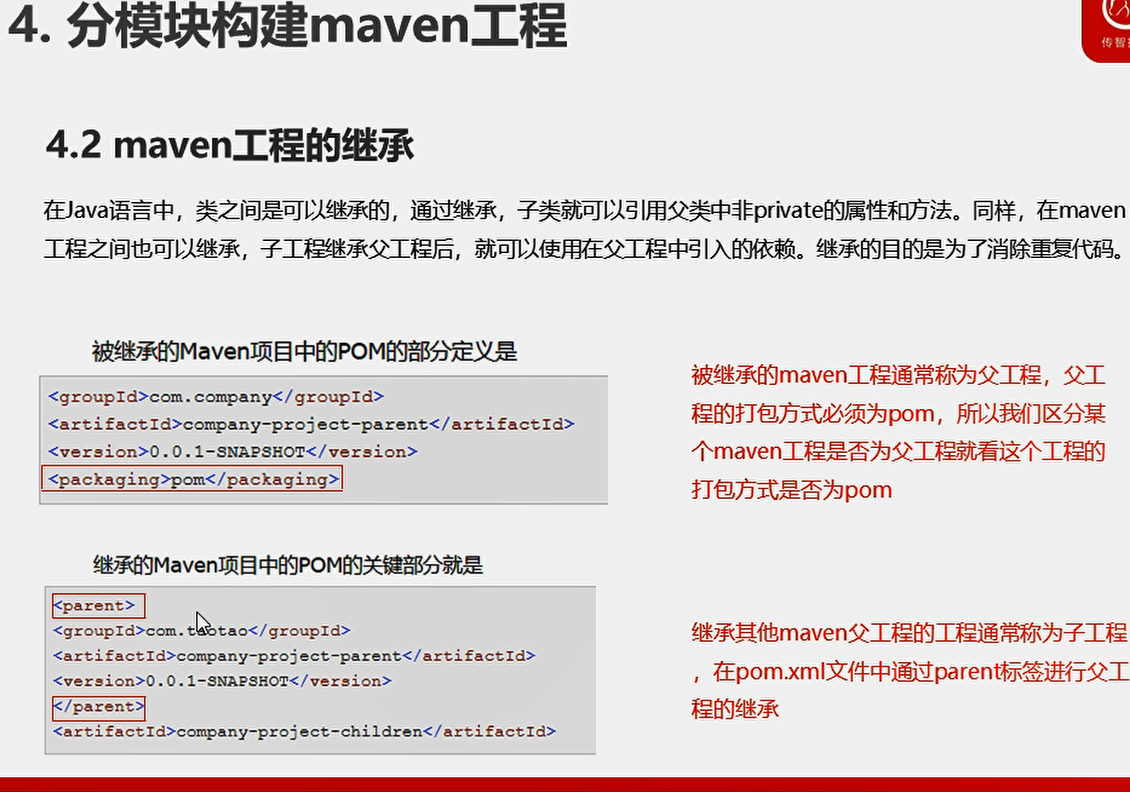 4. 分模块构建maven工程
传智
4.2 maven工程的继承
在Java语言中，类之间是可以继承的，通过继承，子类就可以引用父类中非private的属性和方法。同样，在maven
工程之间也可以继承，子工程继承父工程后，就可以使用在父工程中引入的依赖。继承的目的是为了消除重复代码。
被继承的Maven项目中的POM的部分定义是
<groupId>com.company</groupId>
<artifactId>company-project-parent</artifactId>
<version>0.0.1-SNAPSHOT</version>
<packaging>pom</packaging>
被继承的maven工程通常称为父工程，父工
程的打包方式必须为pom，所以我们区分某
个maven工程是否为父工程就看这个工程的
打包方式是否为pom
继承的Maven项目中的POM的关键部分就是
<parent>
<groupId>com.taotao</groupId>
<artifactId>company-project-parent</artifactId>
<version>0.0.1-SNAPSHOT</version>
</parent>
<artifactId>company-project-children</artifactId>
继承其他maven父工程的工程通常称为子工程
，在pom.xml文件中通过parent标签进行父工
程的继承